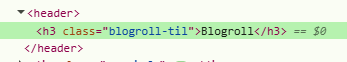 <header>
<h3 class="blogroll-til">Blogroll</h3> == $0
</header>